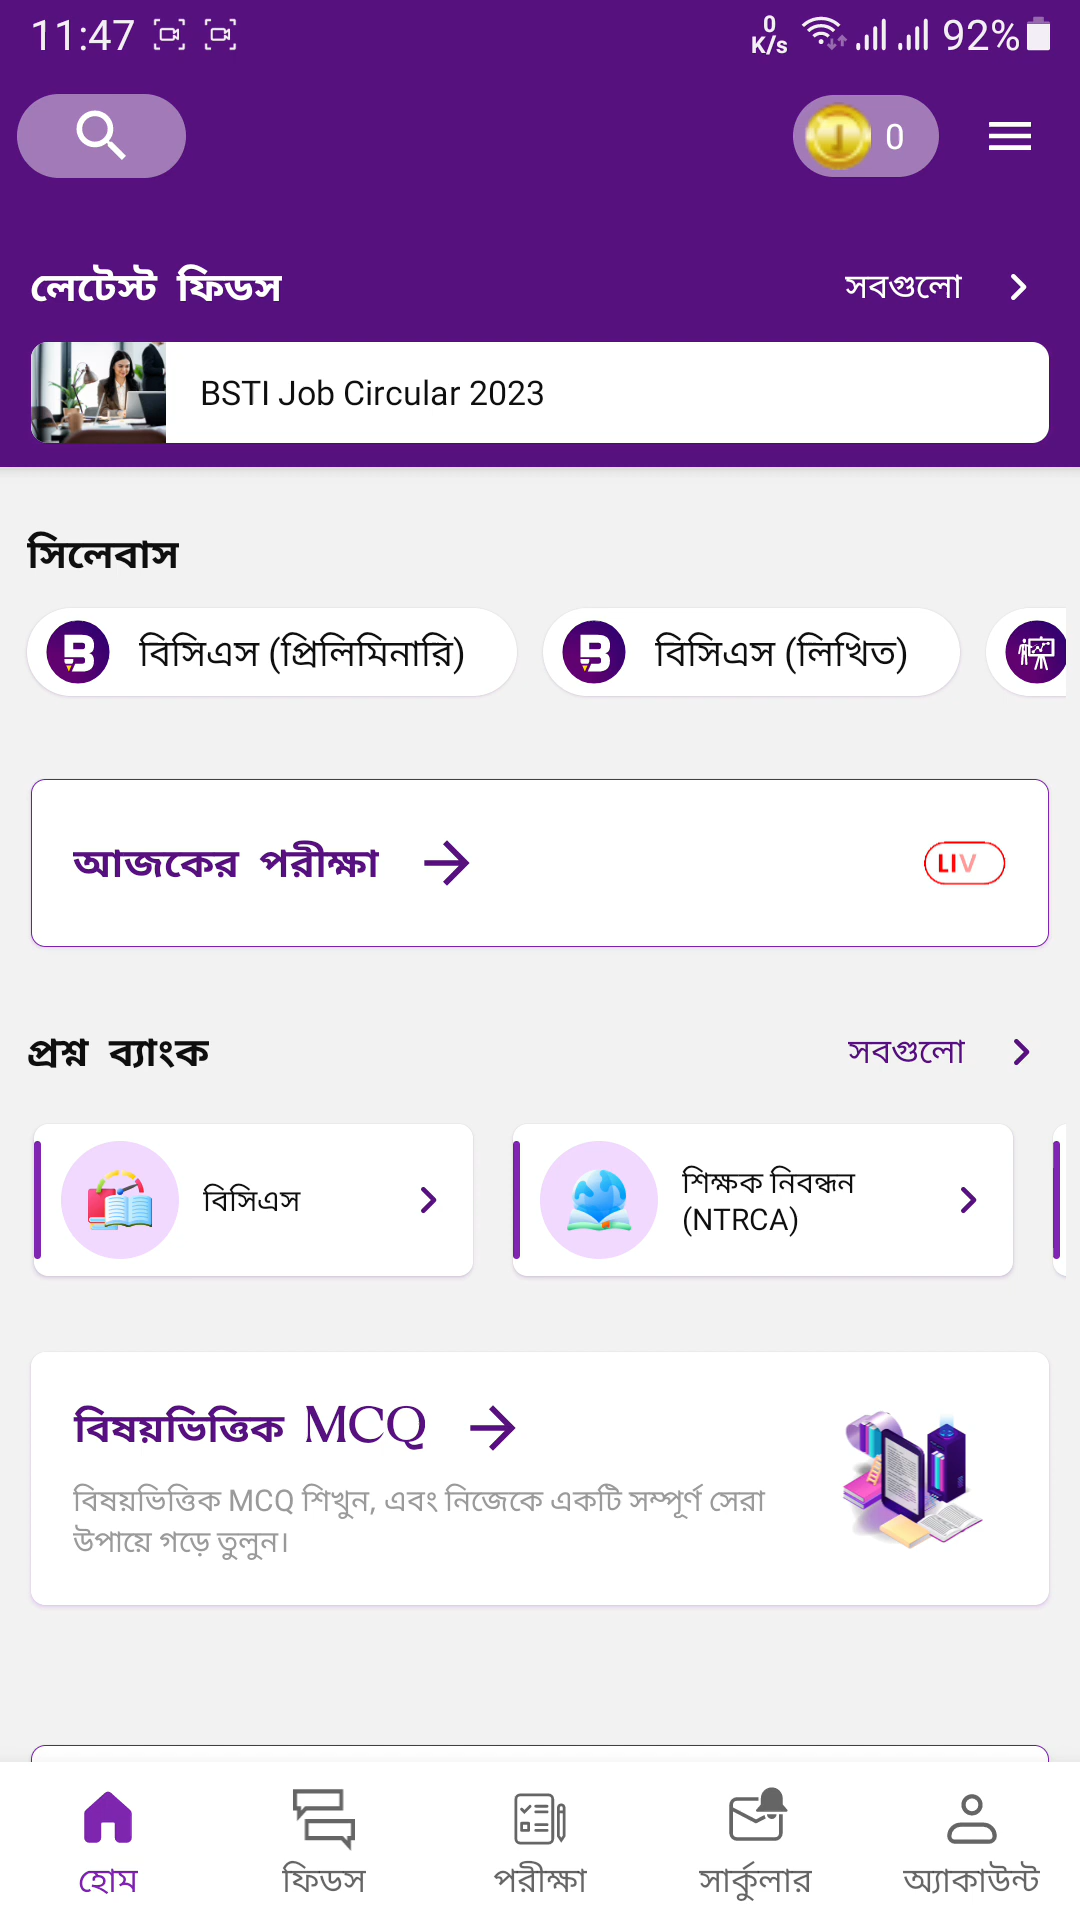 11:47
0
K/s
92%
0
লেটেস্ট ফিডস
সবগুলো
BSTI Job Circular 2023
সিলেবাস
বিসিএস (প্রিলিমিনারি)
বিসিএস (লিখিত)
আজকের পরীক্ষা
LIV
প্রশ্ন ব্যাংক
সবগুলো
বিসিএস
শিক্ষক নিবন্ধন
(NTRCA)
বিষয়ভিত্তিক MCQ
বিষয়ভিত্তিক MCQ শিখুন, এবং নিজেকে একটি সম্পূর্ণ সেরা
উপায়ে গড়ে তুলুন।
হোম
ফিডস
পরীক্ষা
সার্কুলার
অ্যাকাউন্ট